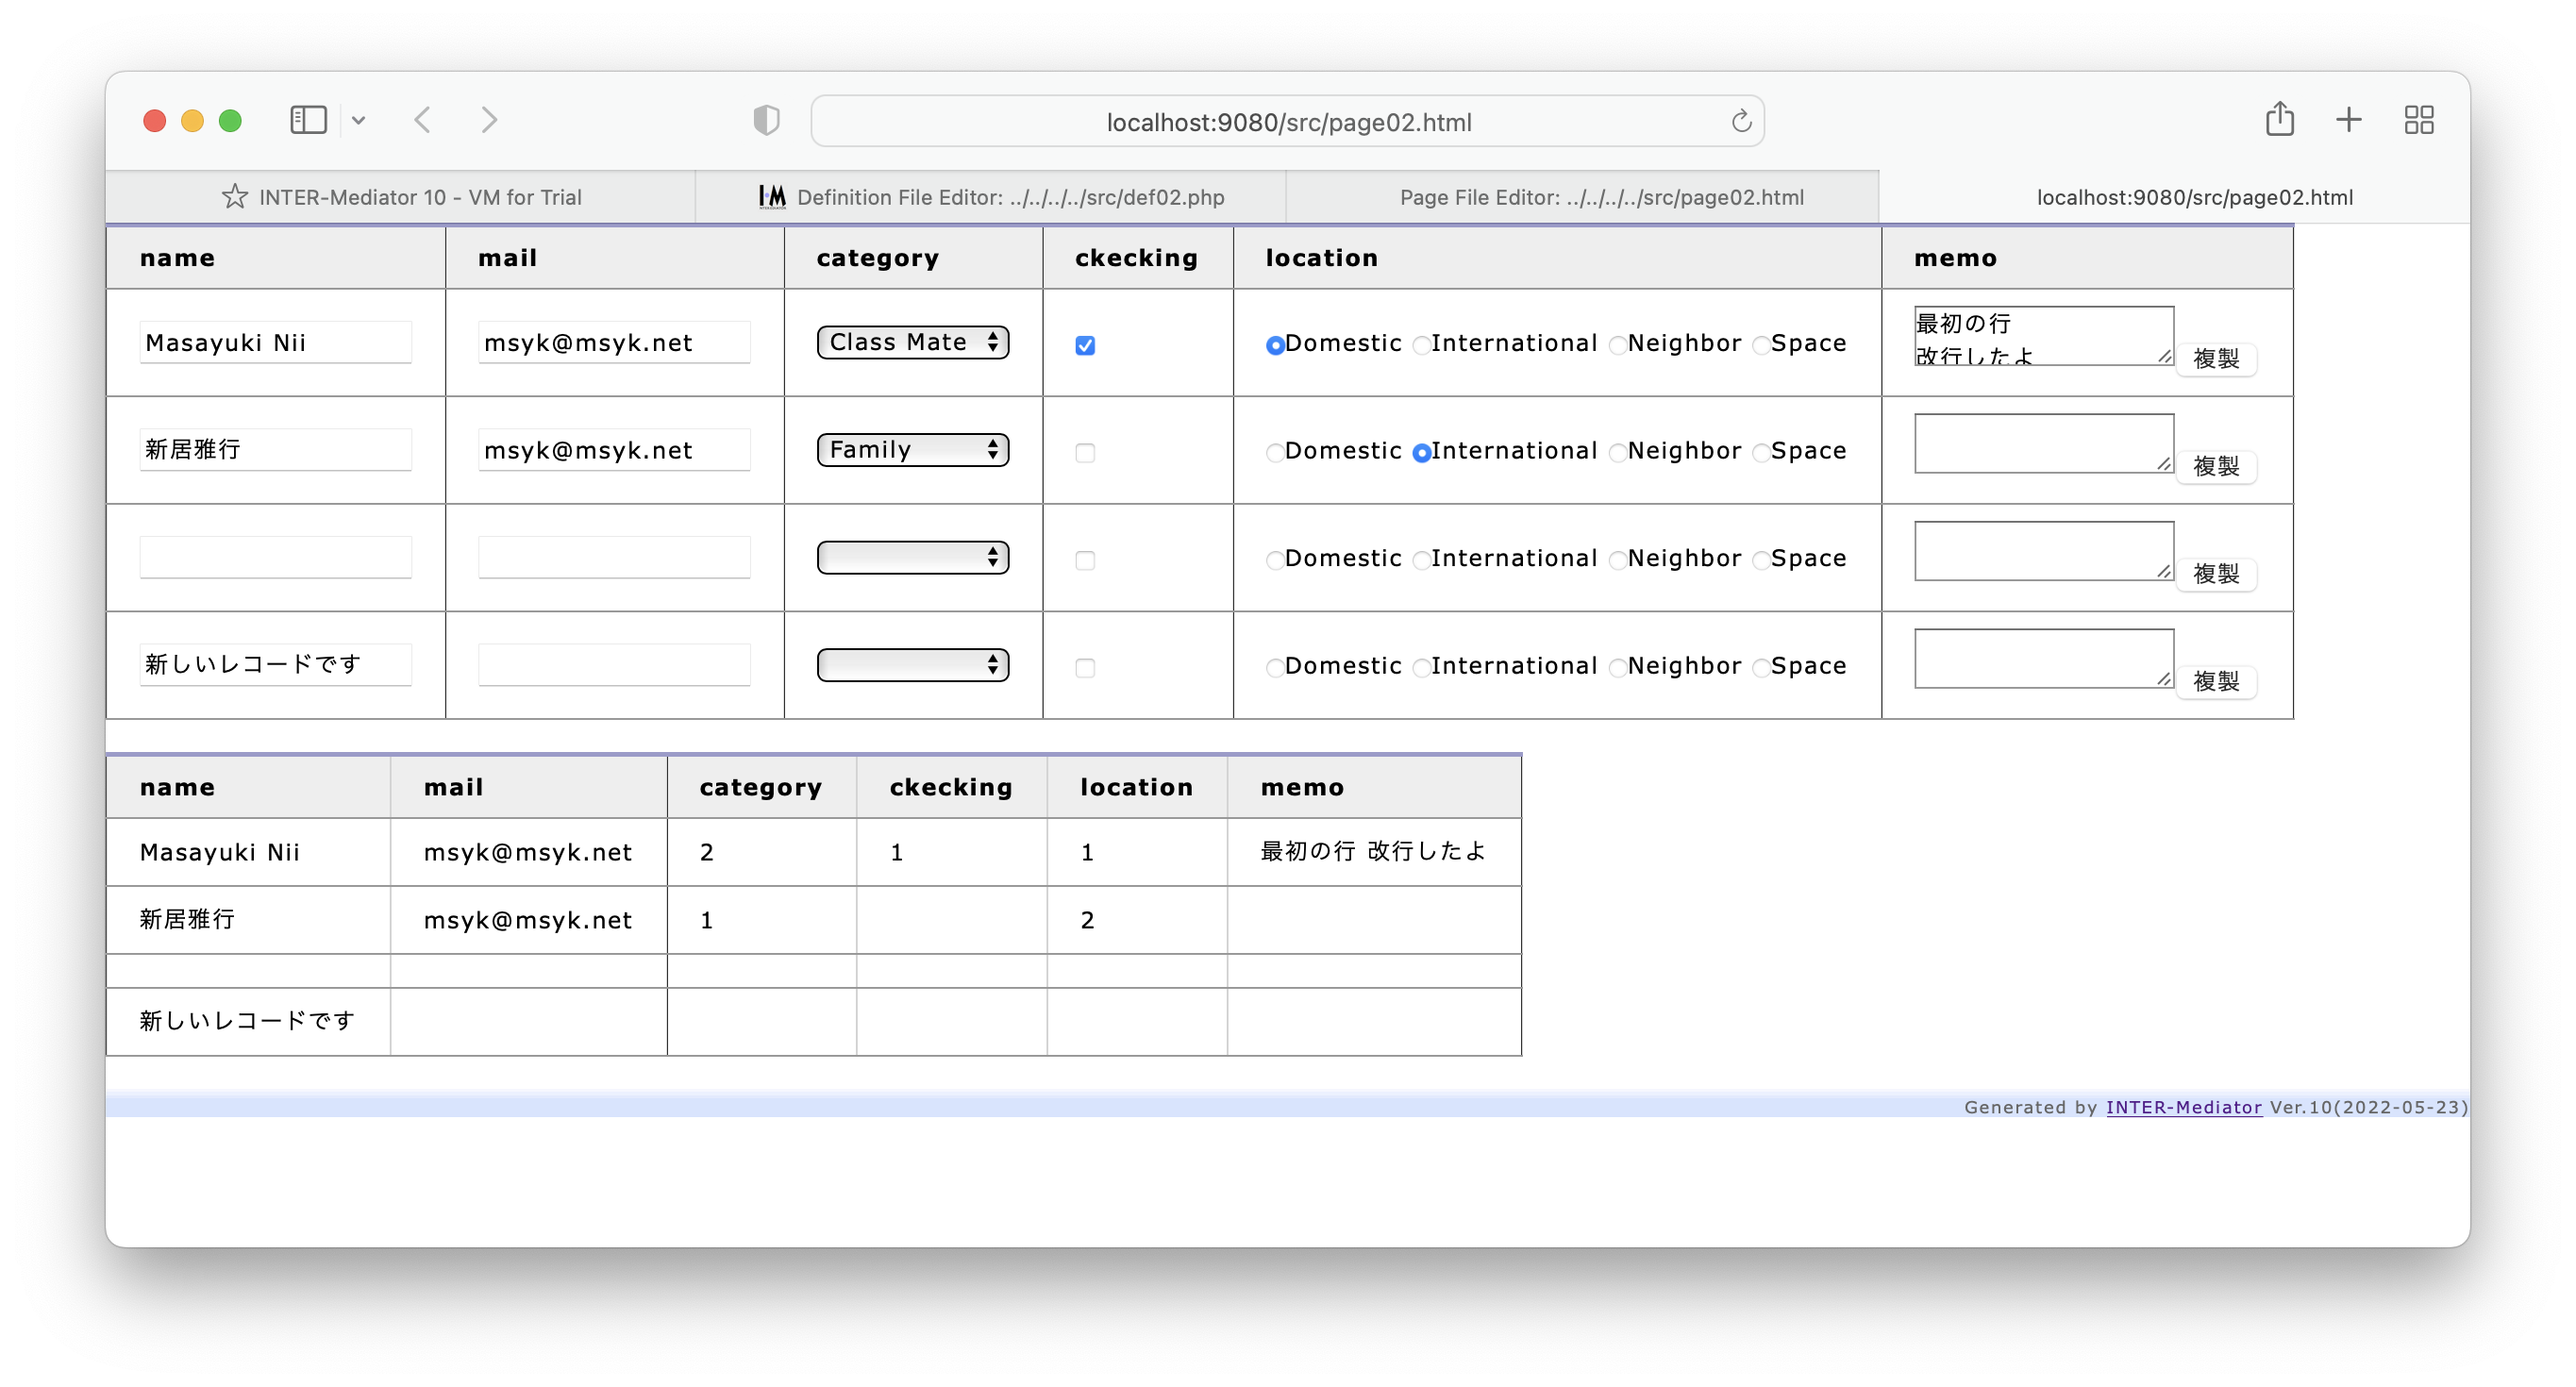 localhost:9080/src/page02.html
INTER-Mediator 10 - VM for Trial
Definition File Editor: ../../../../src/def02.php
Page File Editor: ../../../../src/page02.html
localhost:9080/src/page02.html
name mail category ckecking location memo
Masayuki Nii msyk@msyk.net Class Mate Domestic International Neighbor Space 最初の行
改行したよ 複製
新居雅行 msyk@msyk.net Family Domestic International Neighbor Space 複製
Domestic International Neighbor Space 複製
新しいレコードです Domestic International Neighbor Space 複製
name mail category ckecking location memo
Masayuki Nii msyk@msyk.net 2 1 1 最初の行 改行したよ
新居雅行 msyk@msyk.net 1 2
新しいレコードです
Generated by INTER-Mediator Ver.10(2022-05-23)